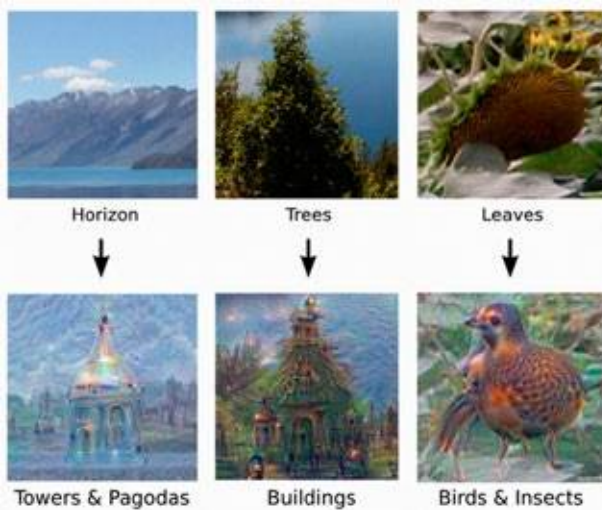 Horizon
Trees
Leaves
Towers & Pagodas
Buildings
Birds & Insects